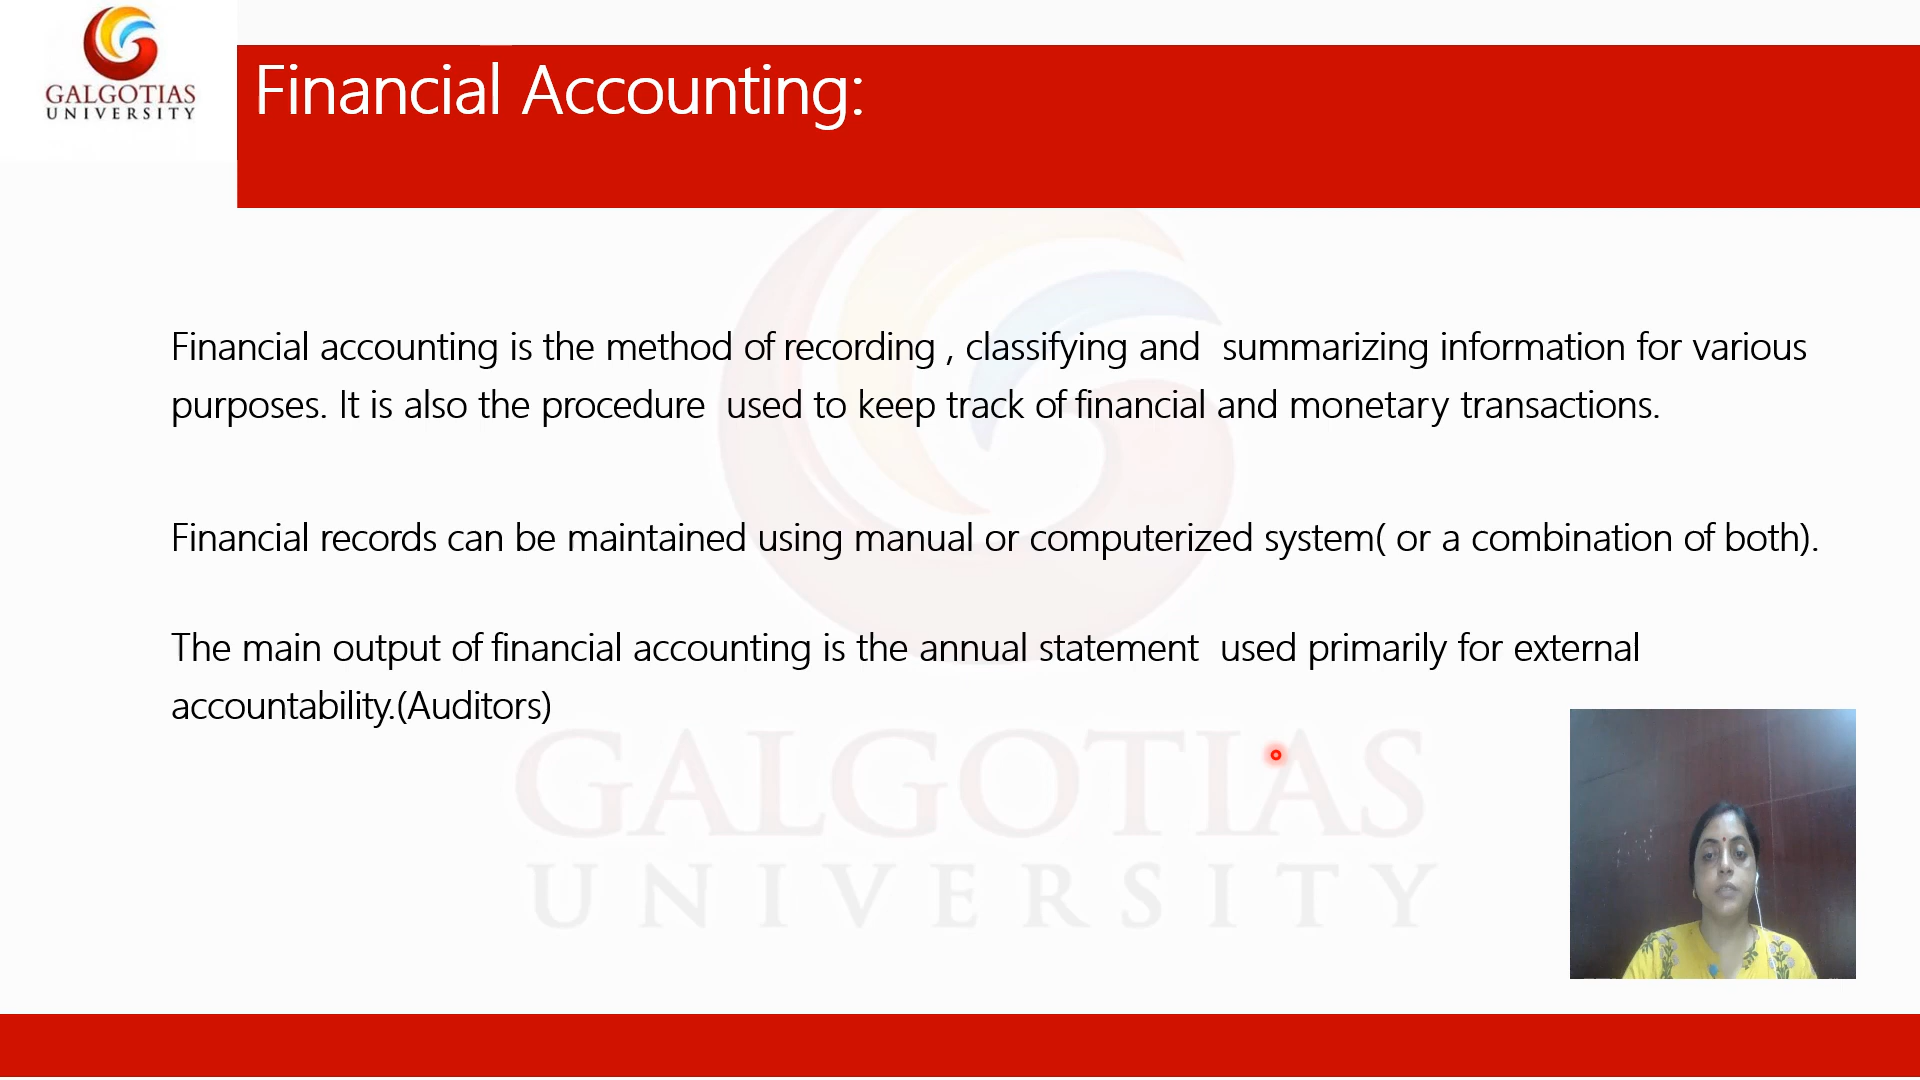 GALGOTIAS
UNIVERSITY
Financial Accounting:
Financial accounting is the method of recording , classifying and  summarizing information for various
purposes. It is also the procedure  used to keep track of financial and monetary transactions.
Financial records can be maintained using manual or computerized system( or a combination of both).
The main output of financial accounting is the annual statement  used primarily for external
accountability.(Auditors)
GALGOTIAS
UNIVERSITY